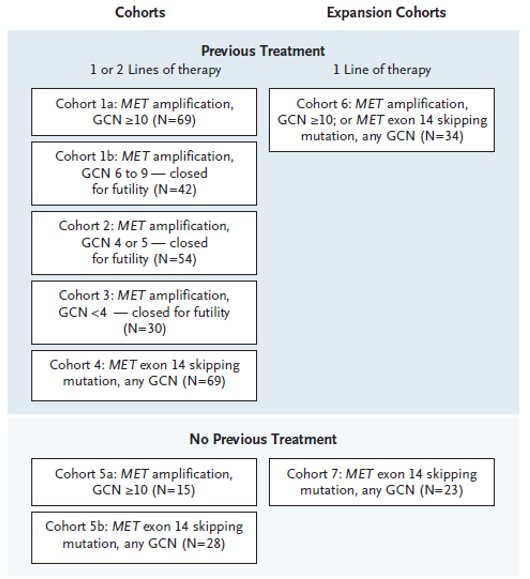 Cohorts
Expansion Cohorts
Previous Treatment
1 or 2 Lines of therapy
1 Line of therapy
Cohort 1a: MET amplification,
GCN ≥10 (N=69)
Cohort 6: MET amplification,
GCN ≥10; or MET exon 14 skipping
mutation, any GCN (N=34)
Cohort 1b: MET amplification,
GCN 6 to 9 — closed
for futility (N=42)
Cohort 2: MET amplification,
GCN 4 or 5 — closed
for futility (N=54)
Cohort 3: MET amplification,
GCN <4 — closed for futility
(N=30)
Cohort 4: MET exon 14 skipping
mutation, any GCN (N=69)
No Previous Treatment
Cohort 5a: MET amplification,
GCN ≥10 (N=15)
Cohort 7: MET exon 14 skipping
mutation, any GCN (N=23)
Cohort 5b: MET exon 14 skipping
mutation, any GCN (N=28)